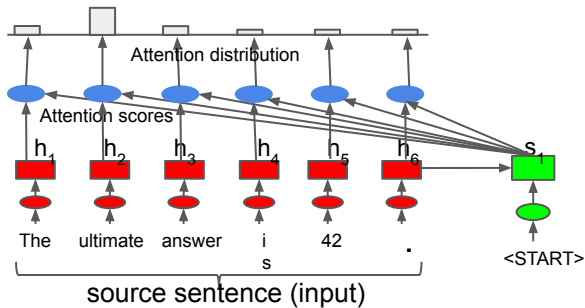 Attention distribution
Attention scores
h1 h2 h3 h4 h5 h6 s1
The ultimate answer i 42 .
s
<START>
source sentence (input)